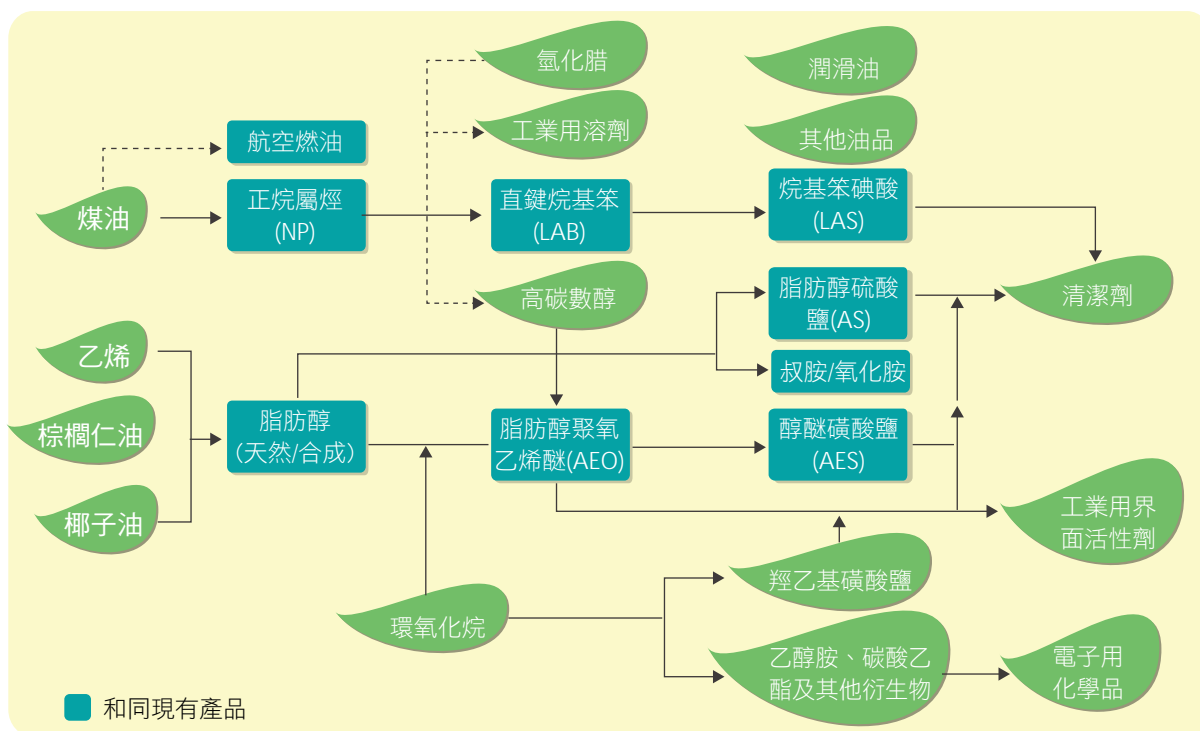 氫化腊
潤滑油
航空燃油
工業用溶劑
其他油品
煤油
正烷屬烴
(NP)
直鍵烷基笨
(LAB)
烷基笨碘酸
(LAS)
高碳數醇
脂肪醇硫酸
鹽(AS)
清潔劑
乙烯
叔胺/氧化胺
棕櫚仁油
脂肪醇
（天然/合成）
脂肪醇聚氧
乙烯醚(AEO)
醇醚磺酸鹽
(AES)
椰子油
工業用界
面活性劑
羥乙基磺酸鹽
環氧化烷
乙醇胺、碳酸乙
酯及其他衍生物
電子用
化學品
和同現有產品